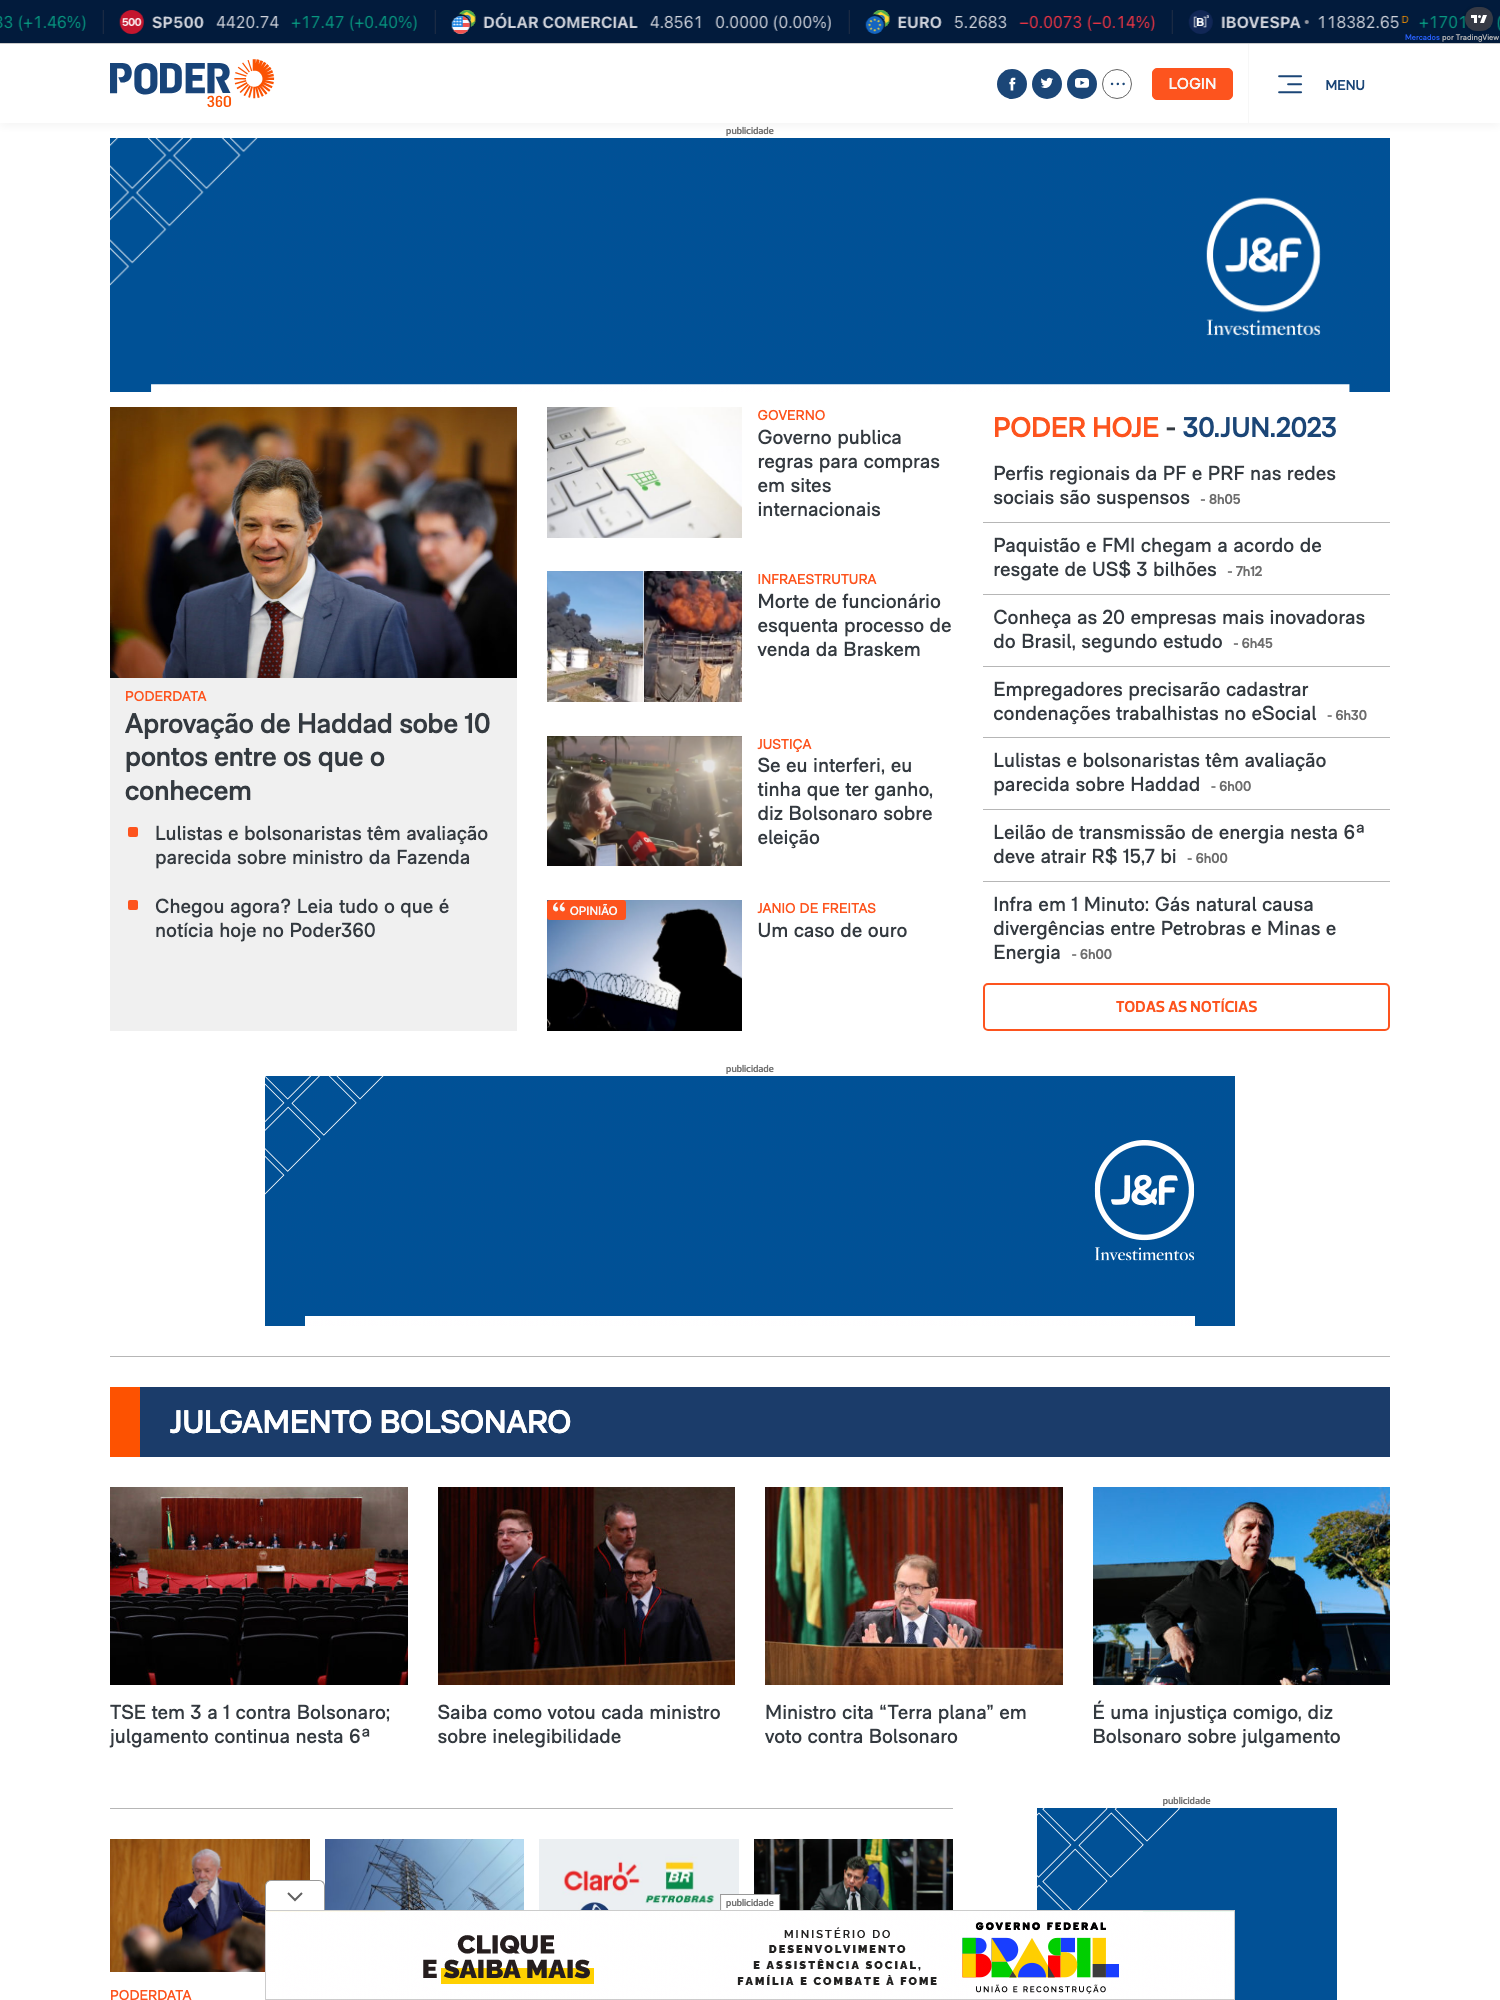 33 (+1.46%)
500 SP500 4420.74 +17.47 (+0.40%)
DÓLAR COMERCIAL 4.8561 0.0000 (0.00%)
EURO 5.2683 −0.0073 (−0.14%)
IBOVESPA 118382.65 D +1701
Mercados por TradingView
PODER
360
LOGIN
MENU
publicidade
J&F
Investimentos
PODERDATA
Aprovação de Haddad sobe 10
pontos entre os que o
conhecem
Lulistas e bolsonaristas têm avaliação
parecida sobre ministro da Fazenda
Chegou agora? Leia tudo o que é
notícia hoje no Poder360
GOVERNO
Governo publica
regras para compras
em sites
internacionais
INFRAESTRUTURA
Morte de funcionário
esquenta processo de
venda da Braskem
JUSTIÇA
Se eu interferi, eu
tinha que ter ganho,
diz Bolsonaro sobre
eleição
OPINIÃO
JANIO DE FREITAS
Um caso de ouro
PODER HOJE - 30.JUN.2023
Perfis regionais da PF e PRF nas redes
sociais são suspensos - 8h05
Paquistão e FMI chegam a acordo de
resgate de US$ 3 bilhões - 7h12
Conheça as 20 empresas mais inovadoras
do Brasil, segundo estudo - 6h45
Empregadores precisarão cadastrar
condenações trabalhistas no eSocial - 6h30
Lulistas e bolsonaristas têm avaliação
parecida sobre Haddad - 6h00
Leilão de transmissão de energia nesta 6ª
deve atrair R$ 15,7 bi - 6h00
Infra em 1 Minuto: Gás natural causa
divergências entre Petrobras e Minas e
Energia - 6h00
TODAS AS NOTÍCIAS
publicidade
J&F
Investimentos
JULGAMENTO BOLSONARO
TSE tem 3 a 1 contra Bolsonaro;
julgamento continua nesta 6ª
Saiba como votou cada ministro
sobre inelegibilidade
Ministro cita “Terra plana” em
voto contra Bolsonaro
É uma injustiça comigo, diz
Bolsonaro sobre julgamento
publicidade
Claro
BR
PETROBRAS
publicidade
CLIQUE
E SAIBA MAIS
MINISTÉRIO DO
DESENVOLVIMENTO
E ASSISTÊNCIA SOCIAL,
FAMÍLIA E COMBATE À FOME
GOVERNO FEDERAL
BRASIL
UNIÃO E RECONSTRUÇÃO
PODERDATA